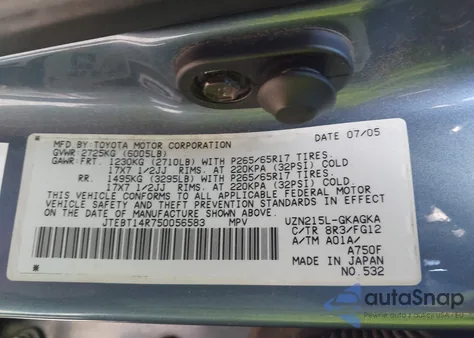 MFD BY: TOYOTA MOTOR CORPORATION DATE 07/05
GVWR 2725KG (6005LB)
GAWR FRT. 1230KG (2710LB) WITH P265/65R17 TIRES.
17X7 1/2JJ RIMS. AT 220KPA (32PSI) COLD
RR. 1495KG (3295LB) WITH P265/65R17 TIRES.
17X7 1/2JJ RIMS. AT 220KPA (32PSI) COLD
THIS VEHICLE CONFORMS TO ALL APPLICABLE FEDERAL MOTOR
VEHICLE SAFETY AND THEFT PREVENTION STANDARDS IN
EFFECT ON THE DATE OF MANUFACTURE SHOWN ABOVE.
JTEBT14R750056583 MPV UZN215L-GKAGKA
C/TR 8R3/FG12
A/TM A01A/
A750F
MADE IN JAPAN
NO.532
autoSnap